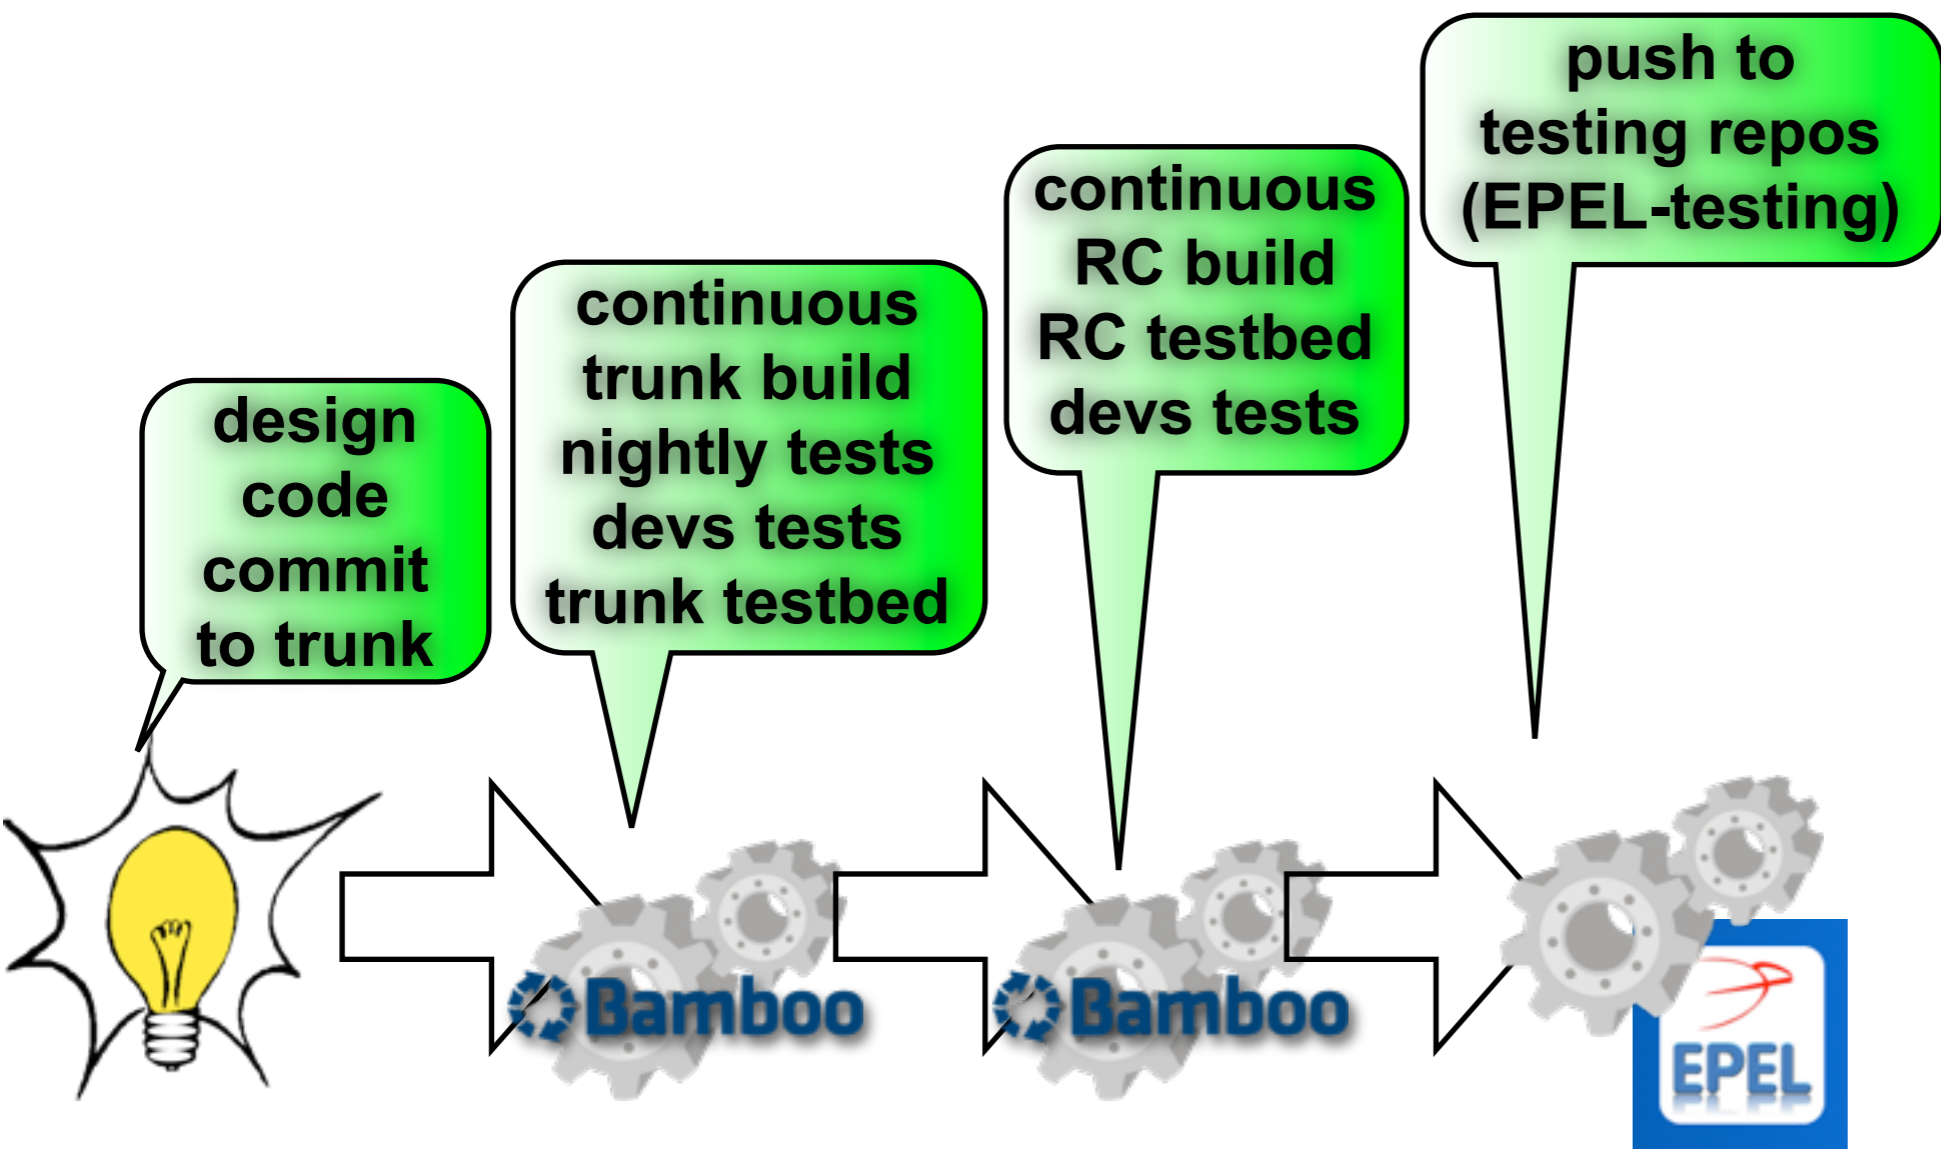 design
code
commit
to trunk
continuous
trunk build
nightly tests
devs tests
trunk testbed
continuous
RC build
RC testbed
devs tests
push to
testing repos
(EPEL-testing)
Bamboo
Bamboo
EPEL